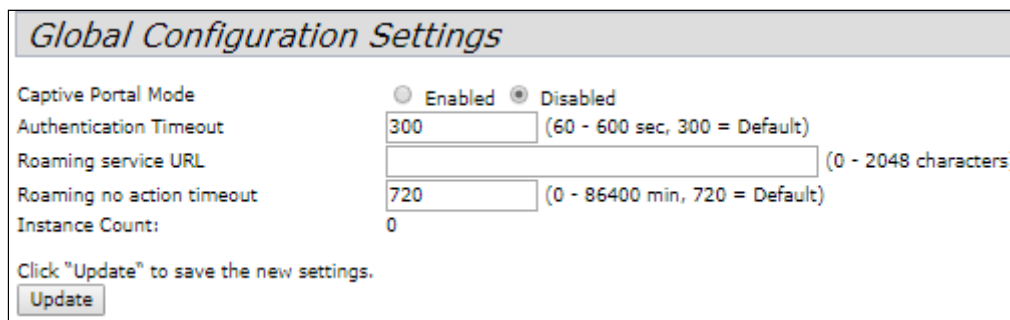 Global Configuration Settings
Captive Portal Mode Enabled Disabled
Authentication Timeout 300 (60 - 600 sec, 300 = Default)
Roaming service URL (0 - 2048 characters)
Roaming no action timeout 720 (0 - 86400 min, 720 = Default)
Instance Count: 0
Click "Update" to save the new settings.
Update